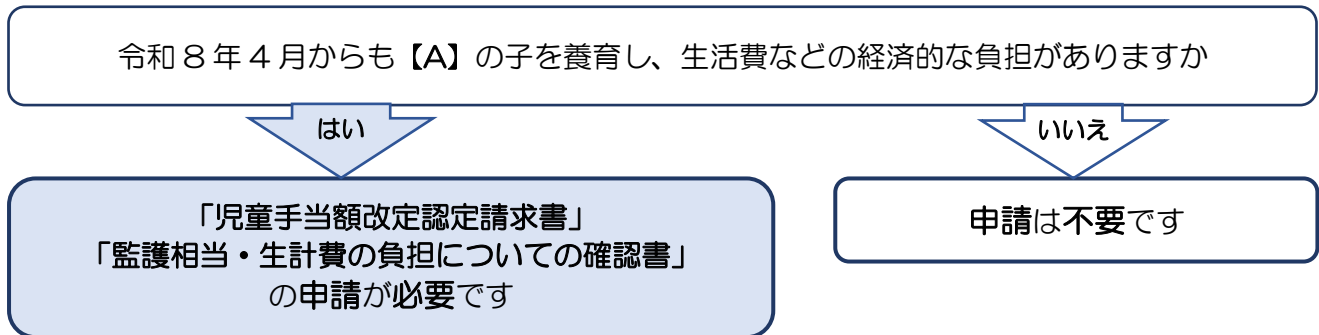 令和８年４月からも【A】の子を養育し、生活費などの経済的な負担がありますか
はい
いいえ
「児童手当額改定認定請求書」
「監護相当・生計費の負担についての確認書」
の申請が必要です
申請は不要です